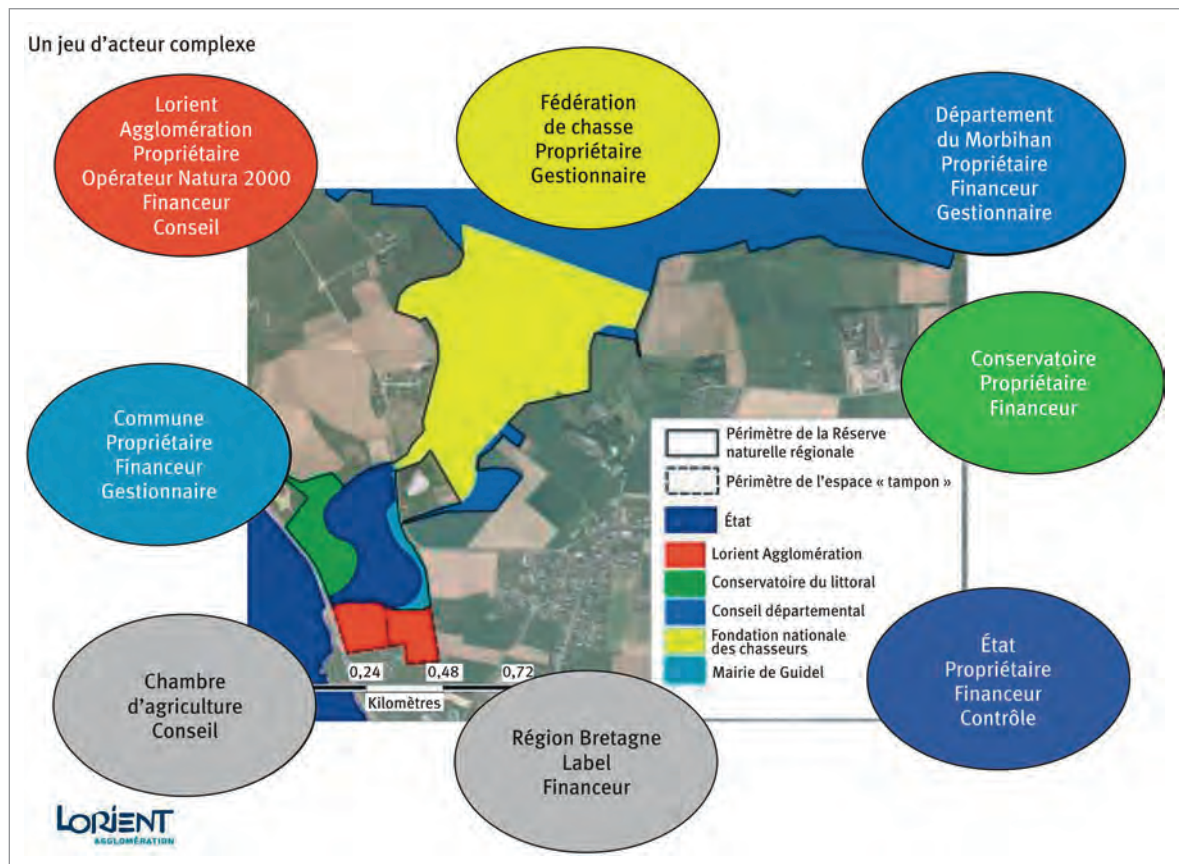 Un jeu d'acteur complexe
Lorient
Agglomération
Propriétaire
Opérateur Natura 2000
Financeur
Conseil
Fédération
de chasse
Propriétaire
Gestionnaire
Département
du Morbihan
Propriétaire
Financeur
Gestionnaire
Commune
Propriétaire
Financeur
Gestionnaire
Conservatoire
Propriétaire
Financeur
Périmètre de la Réserve
naturelle régionale
Périmètre de l'espace « tampon »
État
Lorient Agglomération
Conservatoire du littoral
Conseil départemental
Fondation nationale
des chasseurs
Mairie de Guidel
0,24 0,48 0,72
Kilomètres
Chambre
d'agriculture
Conseil
Région Bretagne
Label
Financeur
État
Propriétaire
Financeur
Contrôle
LORIENT
AGGLOMÉRATION